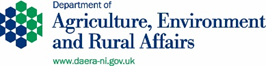 Department of
Agriculture, Environment
and Rural Affairs
www.daera-ni.gov.uk